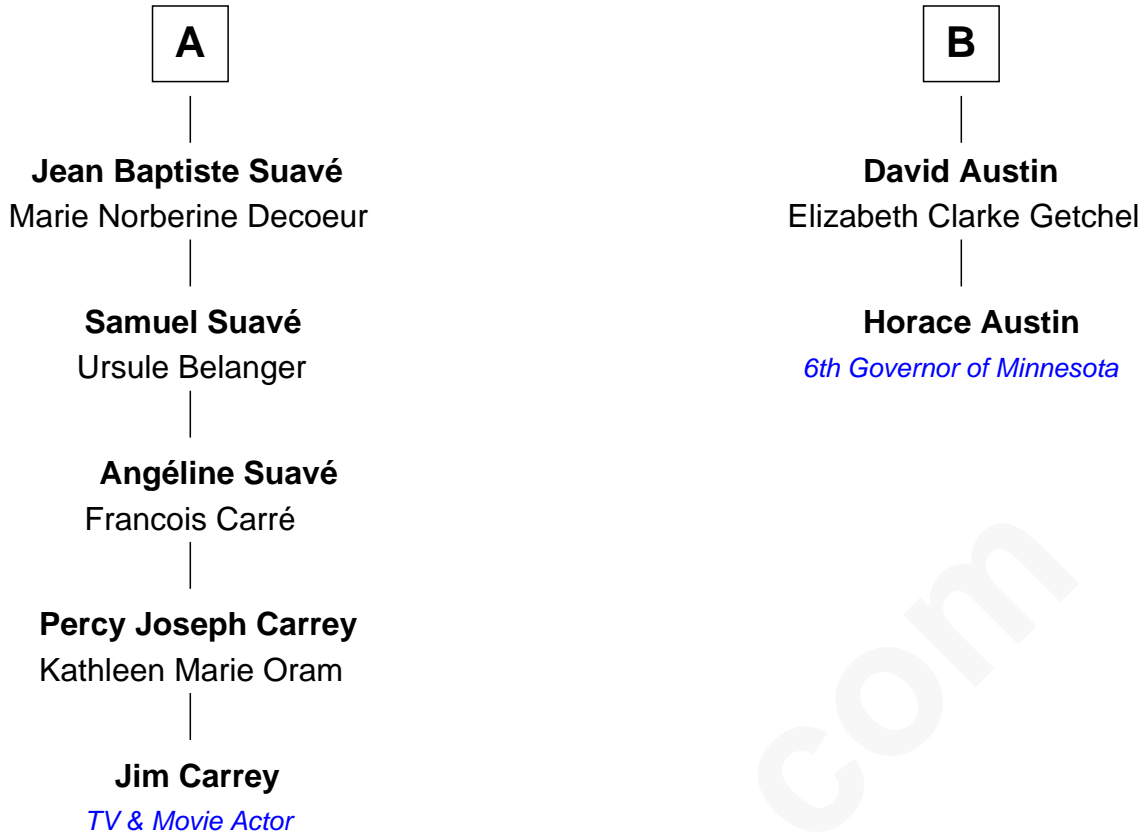 A
Jean Baptiste Suavé
Marie Norberine Decoeur
Samuel Suavé
Ursule Belanger
Angéline Suavé
Francois Carré
Percy Joseph Carrey
Kathleen Marie Oram
Jim Carrey
TV & Movie Actor
B
David Austin
Elizabeth Clarke Getchel
Horace Austin
6th Governor of Minnesota
com